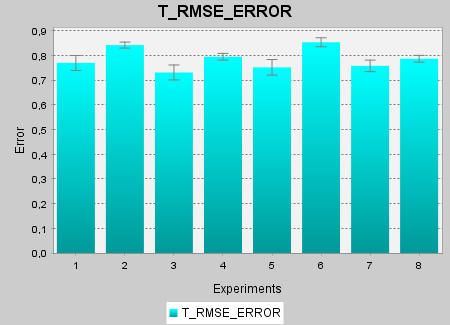 T_RMSE_ERROR
0,9
0,8
0,7
0,6
0,5
0,4
0,3
0,2
0,1
0,0
Error
1 2 3 4 5 6 7 8
Experiments
T_RMSE_ERROR